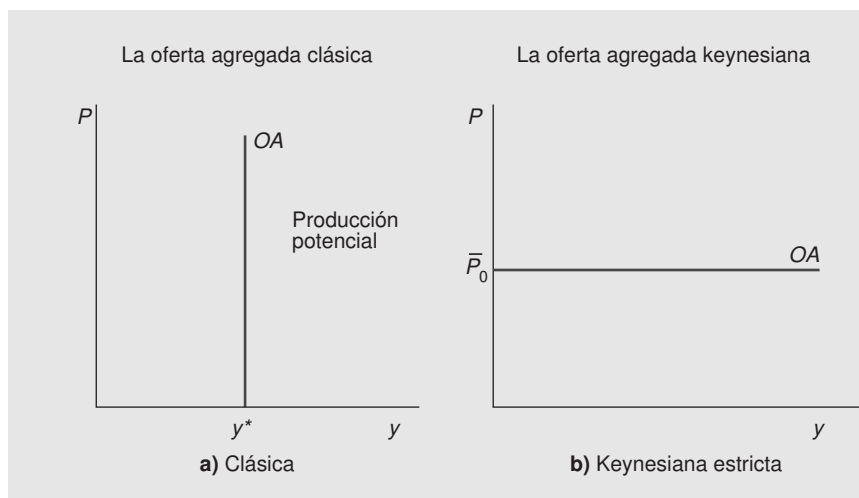 La oferta agregada clásica
P
OA
Producción
potencial
y*
y
a) Clásica
La oferta agregada keynesiana
P
OA
P̅₀
y
b) Keynesiana estricta